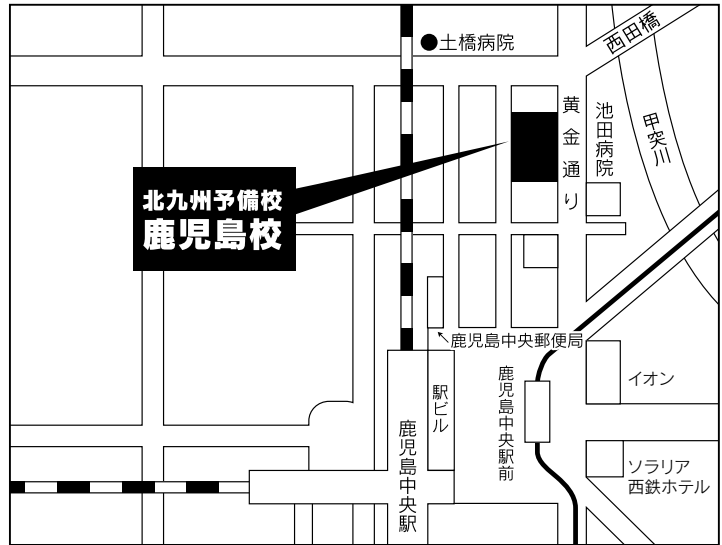 土橋病院
西田橋
黄金通り
池田病院
甲突川
北九州予備校
鹿児島校
鹿児島中央郵便局
駅ビル
鹿児島中央駅前
イオン
鹿児島中央駅
ソラリア
西鉄ホテル